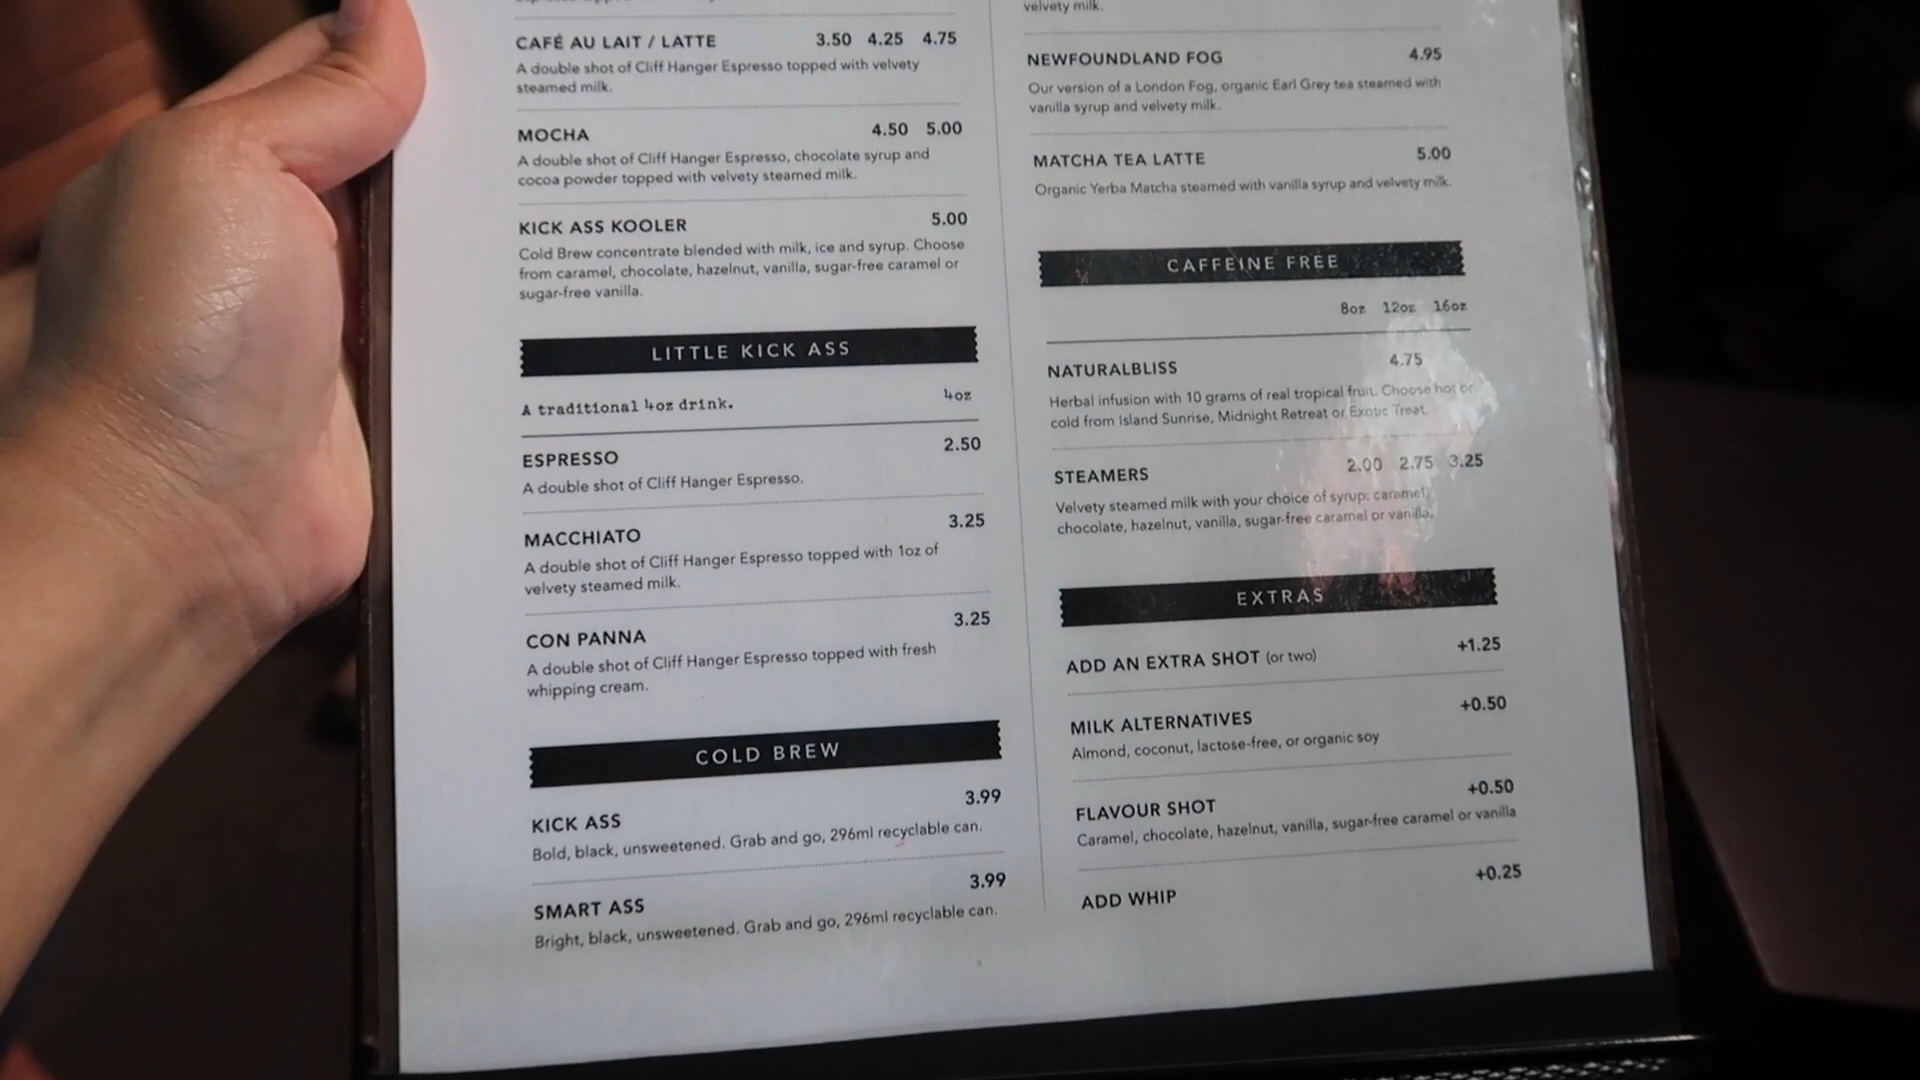 CAFÉ AU LAIT / LATTE 3.50 4.25 4.75
A double shot of Cliff Hanger Espresso topped with velvety
steamed milk.
MOCHA 4.50 5.00
A double shot of Cliff Hanger Espresso, chocolate syrup and
cocoa powder topped with velvety steamed milk.
KICK ASS KOOLER 5.00
Cold Brew concentrate blended with milk, ice and syrup. Choose
from caramel, chocolate, hazelnut, vanilla, sugar-free caramel or
sugar-free vanilla.
LITTLE KICK ASS
A traditional 4oz drink. 4oz
ESPRESSO 2.50
A double shot of Cliff Hanger Espresso.
MACCHIATO 3.25
A double shot of Cliff Hanger Espresso topped with 1oz of
velvety steamed milk.
CON PANNA 3.25
A double shot of Cliff Hanger Espresso topped with fresh
whipping cream.
COLD BREW
KICK ASS 3.99
Bold, black, unsweetened. Grab and go, 296ml recyclable can.
SMART ASS 3.99
Bright, black, unsweetened. Grab and go, 296ml recyclable can.
velvety milk.
NEWFOUNDLAND FOG 4.95
Our version of a London Fog, organic Earl Grey tea steamed with
vanilla syrup and velvety milk.
MATCHA TEA LATTE 5.00
Organic Yerba Matcha steamed with vanilla syrup and velvety milk.
CAFFEINE FREE
8oz 12oz 16oz
NATURALBLISS 4.75
Herbal infusion with 10 grams of real tropical fruit. Choose hot or
cold from Island Sunrise, Midnight Retreat or Exotic Treat.
STEAMERS 2.00 2.75 3.25
Velvety steamed milk with your choice of syrup: caramel,
chocolate, hazelnut, vanilla, sugar-free caramel or vanilla.
EXTRAS
ADD AN EXTRA SHOT (or two) +1.25
MILK ALTERNATIVES +0.50
Almond, coconut, lactose-free, or organic soy
FLAVOUR SHOT +0.50
Caramel, chocolate, hazelnut, vanilla, sugar-free caramel or vanilla
ADD WHIP +0.25